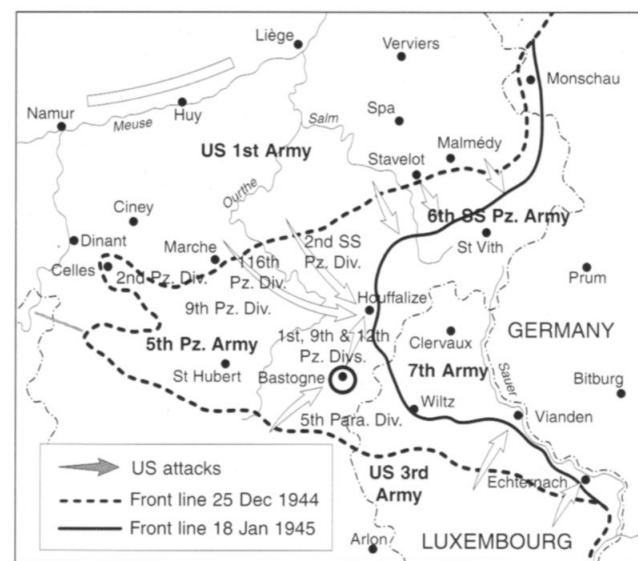 Liège
Verviers
Monschau
Namur
Huy
Meuse
Salm
Spa
Malmédy
US 1st Army
Stavelot
Ourthe
Ciney
6th SS Pz. Army
Dinant
Marche
2nd SS
Pz. Div.
St Vith
Celles
2nd Pz. Div.
116th
Pz. Div.
Prum
9th Pz. Div.
Houffalize
GERMANY
5th Pz. Army
1st, 9th & 12th
Pz. Divs.
Clervaux
7th Army
St Hubert
Bastogne
Sauer
Bitburg
Wiltz
Vianden
5th Para. Div.
US 3rd
Army
Echternach
Arlon
LUXEMBOURG
US attacks
Front line 25 Dec 1944
Front line 18 Jan 1945